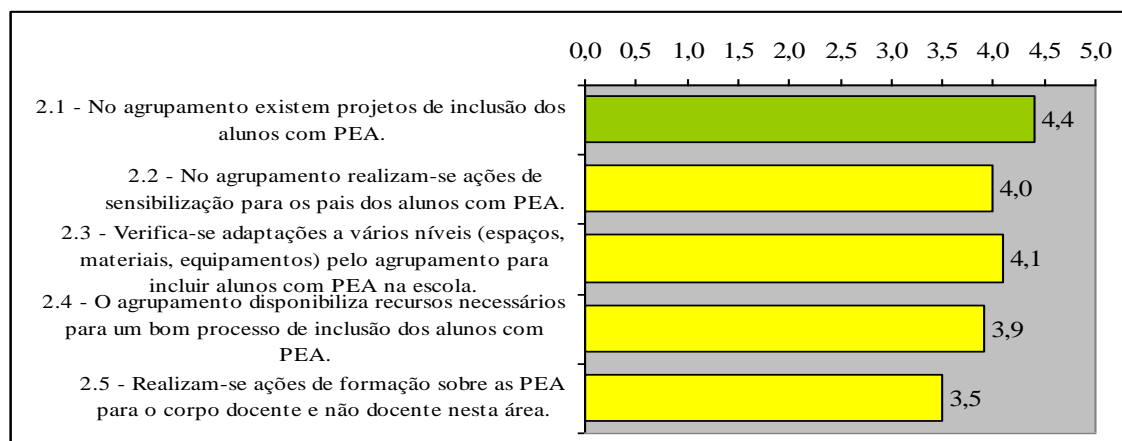 0,0 0,5 1,0 1,5 2,0 2,5 3,0 3,5 4,0 4,5 5,0
2.1 - No agrupamento existem projetos de inclusão dos
alunos com PEA.
4,4
2.2 - No agrupamento realizam-se ações de
sensibilização para os pais dos alunos com PEA.
4,0
2.3 - Verifica-se adaptações a vários níveis (espaços,
materiais, equipamentos) pelo agrupamento para
incluir alunos com PEA na escola.
4,1
2.4 - O agrupamento disponibiliza recursos necessários
para um bom processo de inclusão dos alunos com
PEA.
3,9
2.5 - Realizam-se ações de formação sobre as PEA
para o corpo docente e não docente nesta área.
3,5